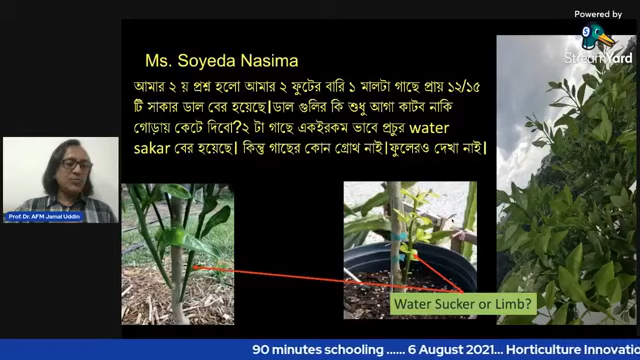 Powered by
StreamYard
Ms. Soyeda Nasima
আমার ২ য় প্রশ্ন হলো আমার ২ ফুটের বারি ১ মালটা গাছে প্রায় ১২/১৫
টি সাকার ডাল বের হয়েছে।ডাল গুলির কি শুধু আগা কাটব নাকি
গোড়ায় কেটে দিবো?২ টা গাছে একইরকম ভাবে প্রচুর water
sakar বের হয়েছে। কিন্তু গাছের কোন গ্রোথ নাই।ফুলেরও দেখা নাই।
Prof. Dr. AFM Jamal Uddin
Water Sucker or Limb?
90 minutes schooling ...... 6 August 2021... Horticulture Innovatio